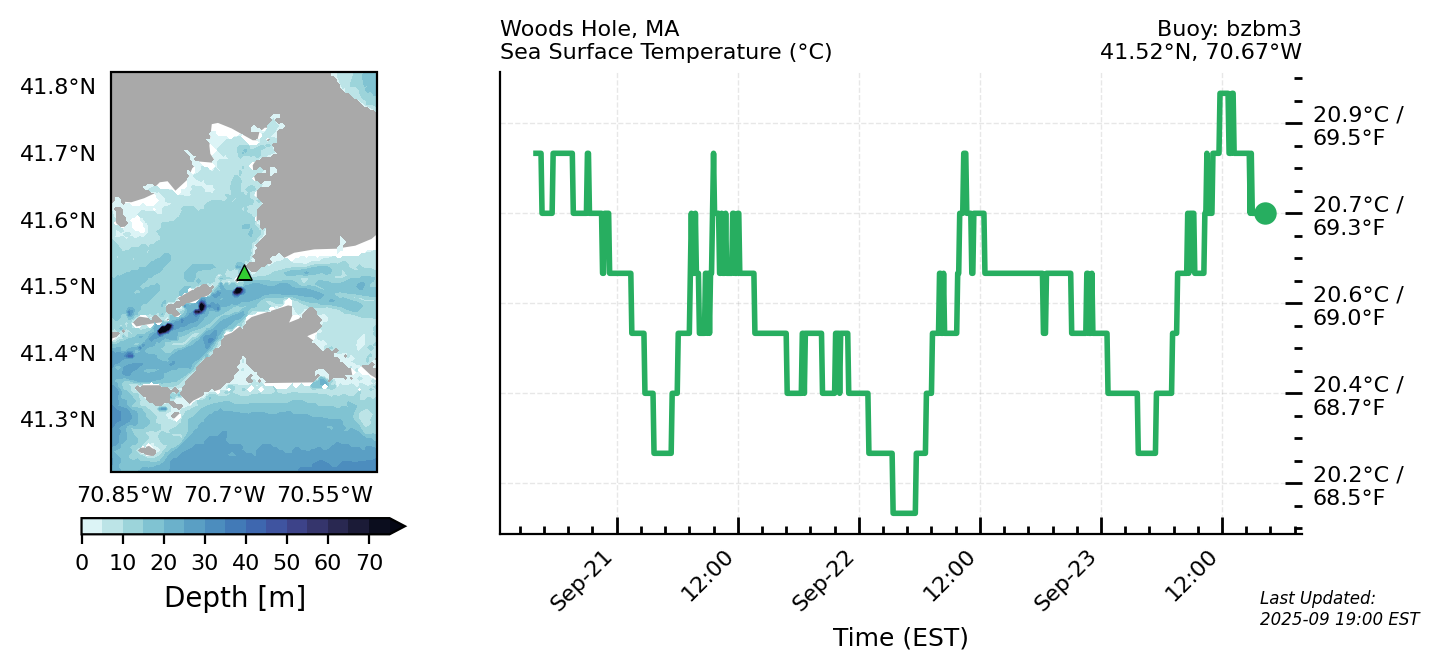 Woods Hole, MA
Sea Surface Temperature (°C)
Buoy: bzbm3
41.52°N, 70.67°W
41.8°N
41.7°N
41.6°N
41.5°N
41.4°N
41.3°N
70.85°W 70.7°W 70.55°W
0 10 20 30 40 50 60 70
Depth [m]
20.9°C /
69.5°F
20.7°C /
69.3°F
20.6°C /
69.0°F
20.4°C /
68.7°F
20.2°C /
68.5°F
Sep-21
12:00
Sep-22
12:00
Sep-23
12:00
Time (EST)
Last Updated:
2025-09 19:00 EST